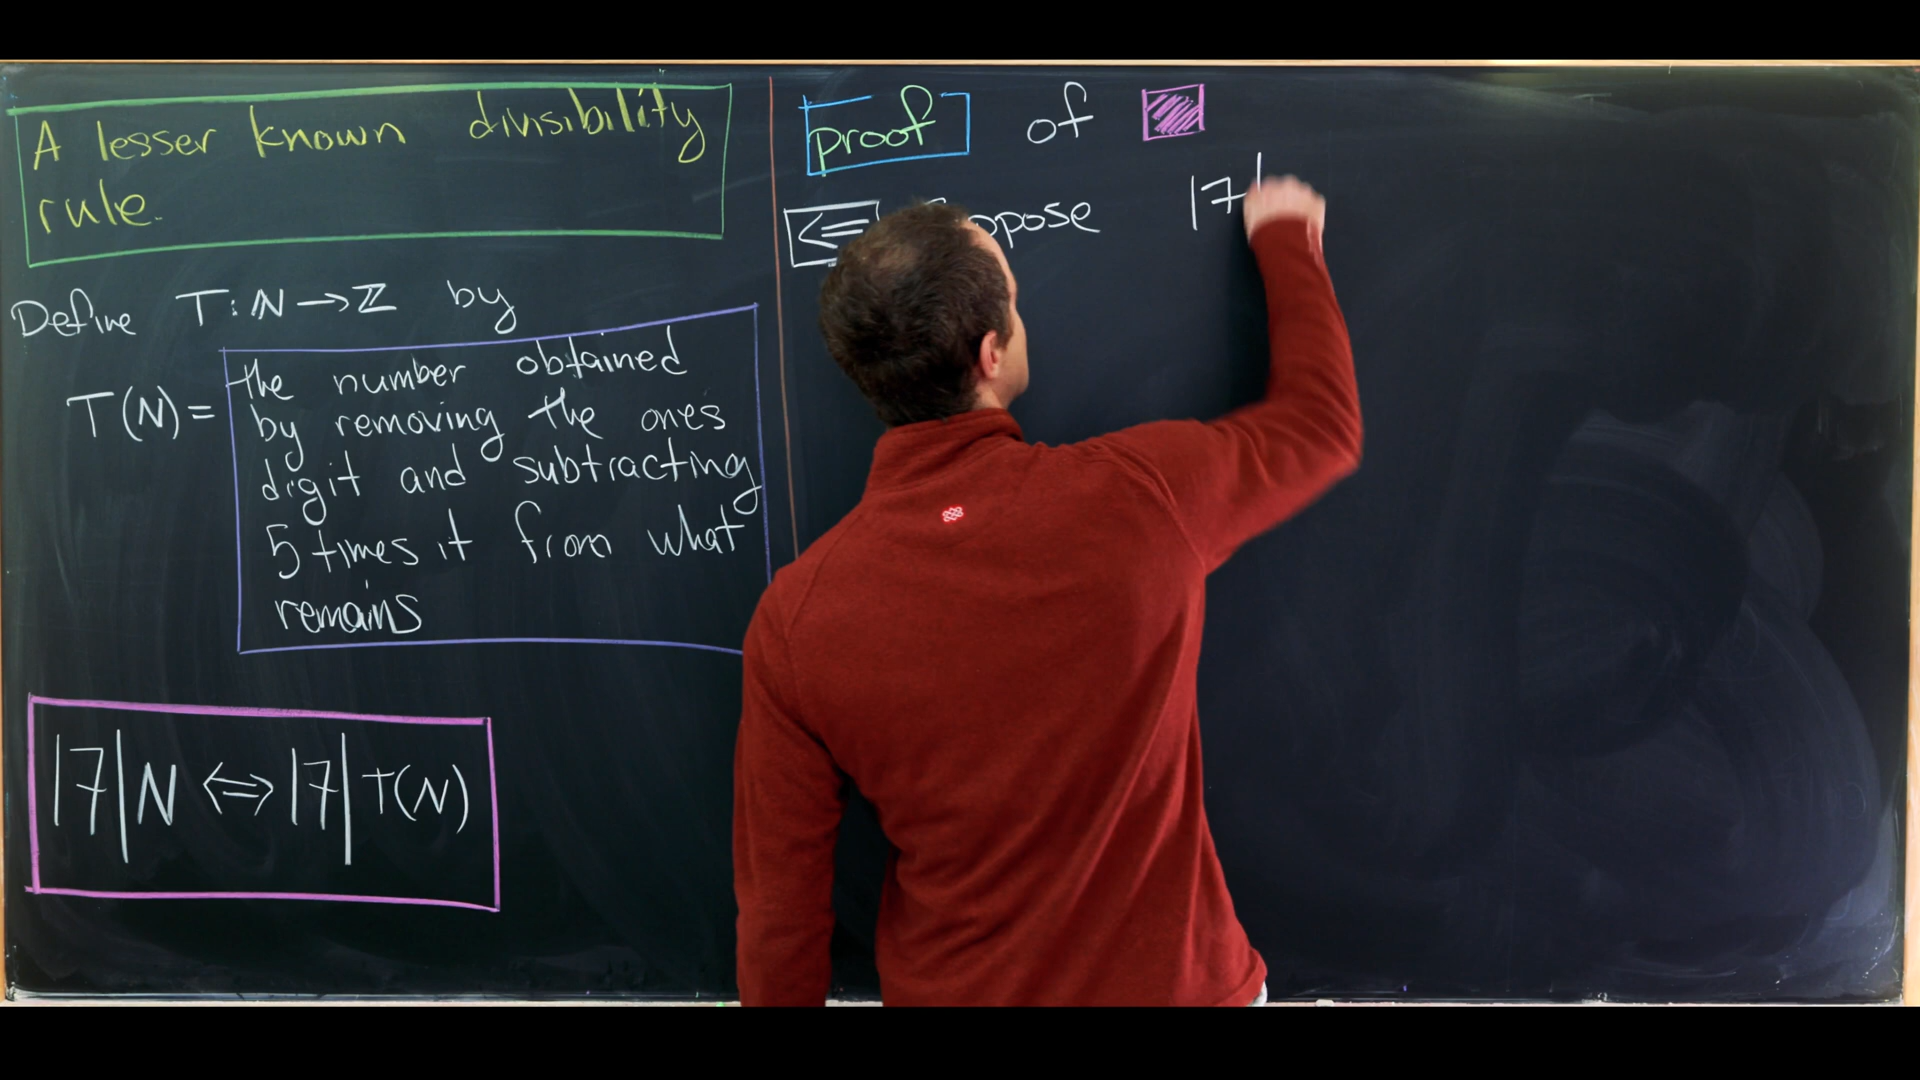 A lesser known divisibility
rule.
Define T: ℕ → ℤ by
T(N) =
the number obtained
by removing the ones
digit and subtracting
5 times it from what
remains
17|N ⇔ 17|T(N)
proof of
⇐
17|